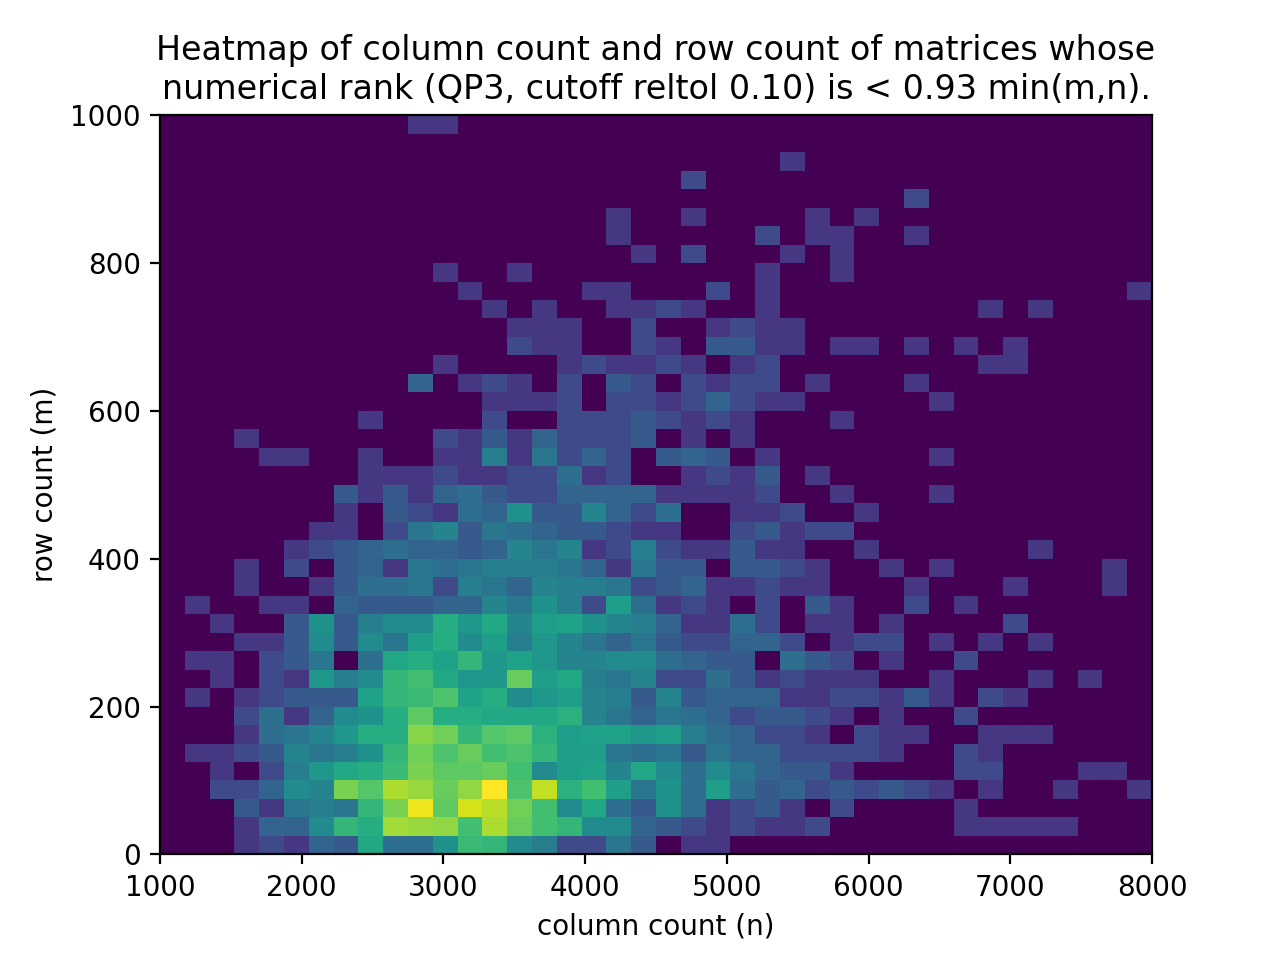 Heatmap of column count and row count of matrices whose
numerical rank (QP3, cutoff reltol 0.10) is < 0.93 min(m,n).
1000
800
600
400
200
0
row count (m)
1000 2000 3000 4000 5000 6000 7000 8000
column count (n)